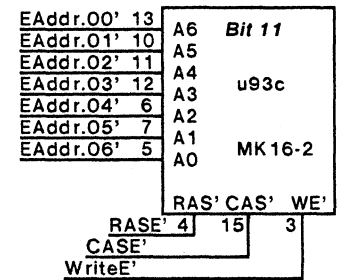 EAddr.00' 13 A6 Bit 11
EAddr.01' 10 A5
EAddr.02' 11 A4
EAddr.03' 12 A3 u93c
EAddr.04' 6 A2
EAddr.05' 7 A1 MK16-2
EAddr.06' 5 A0
RAS' CAS' WE'
RASE' 4 15 3
CASE'
WriteE'